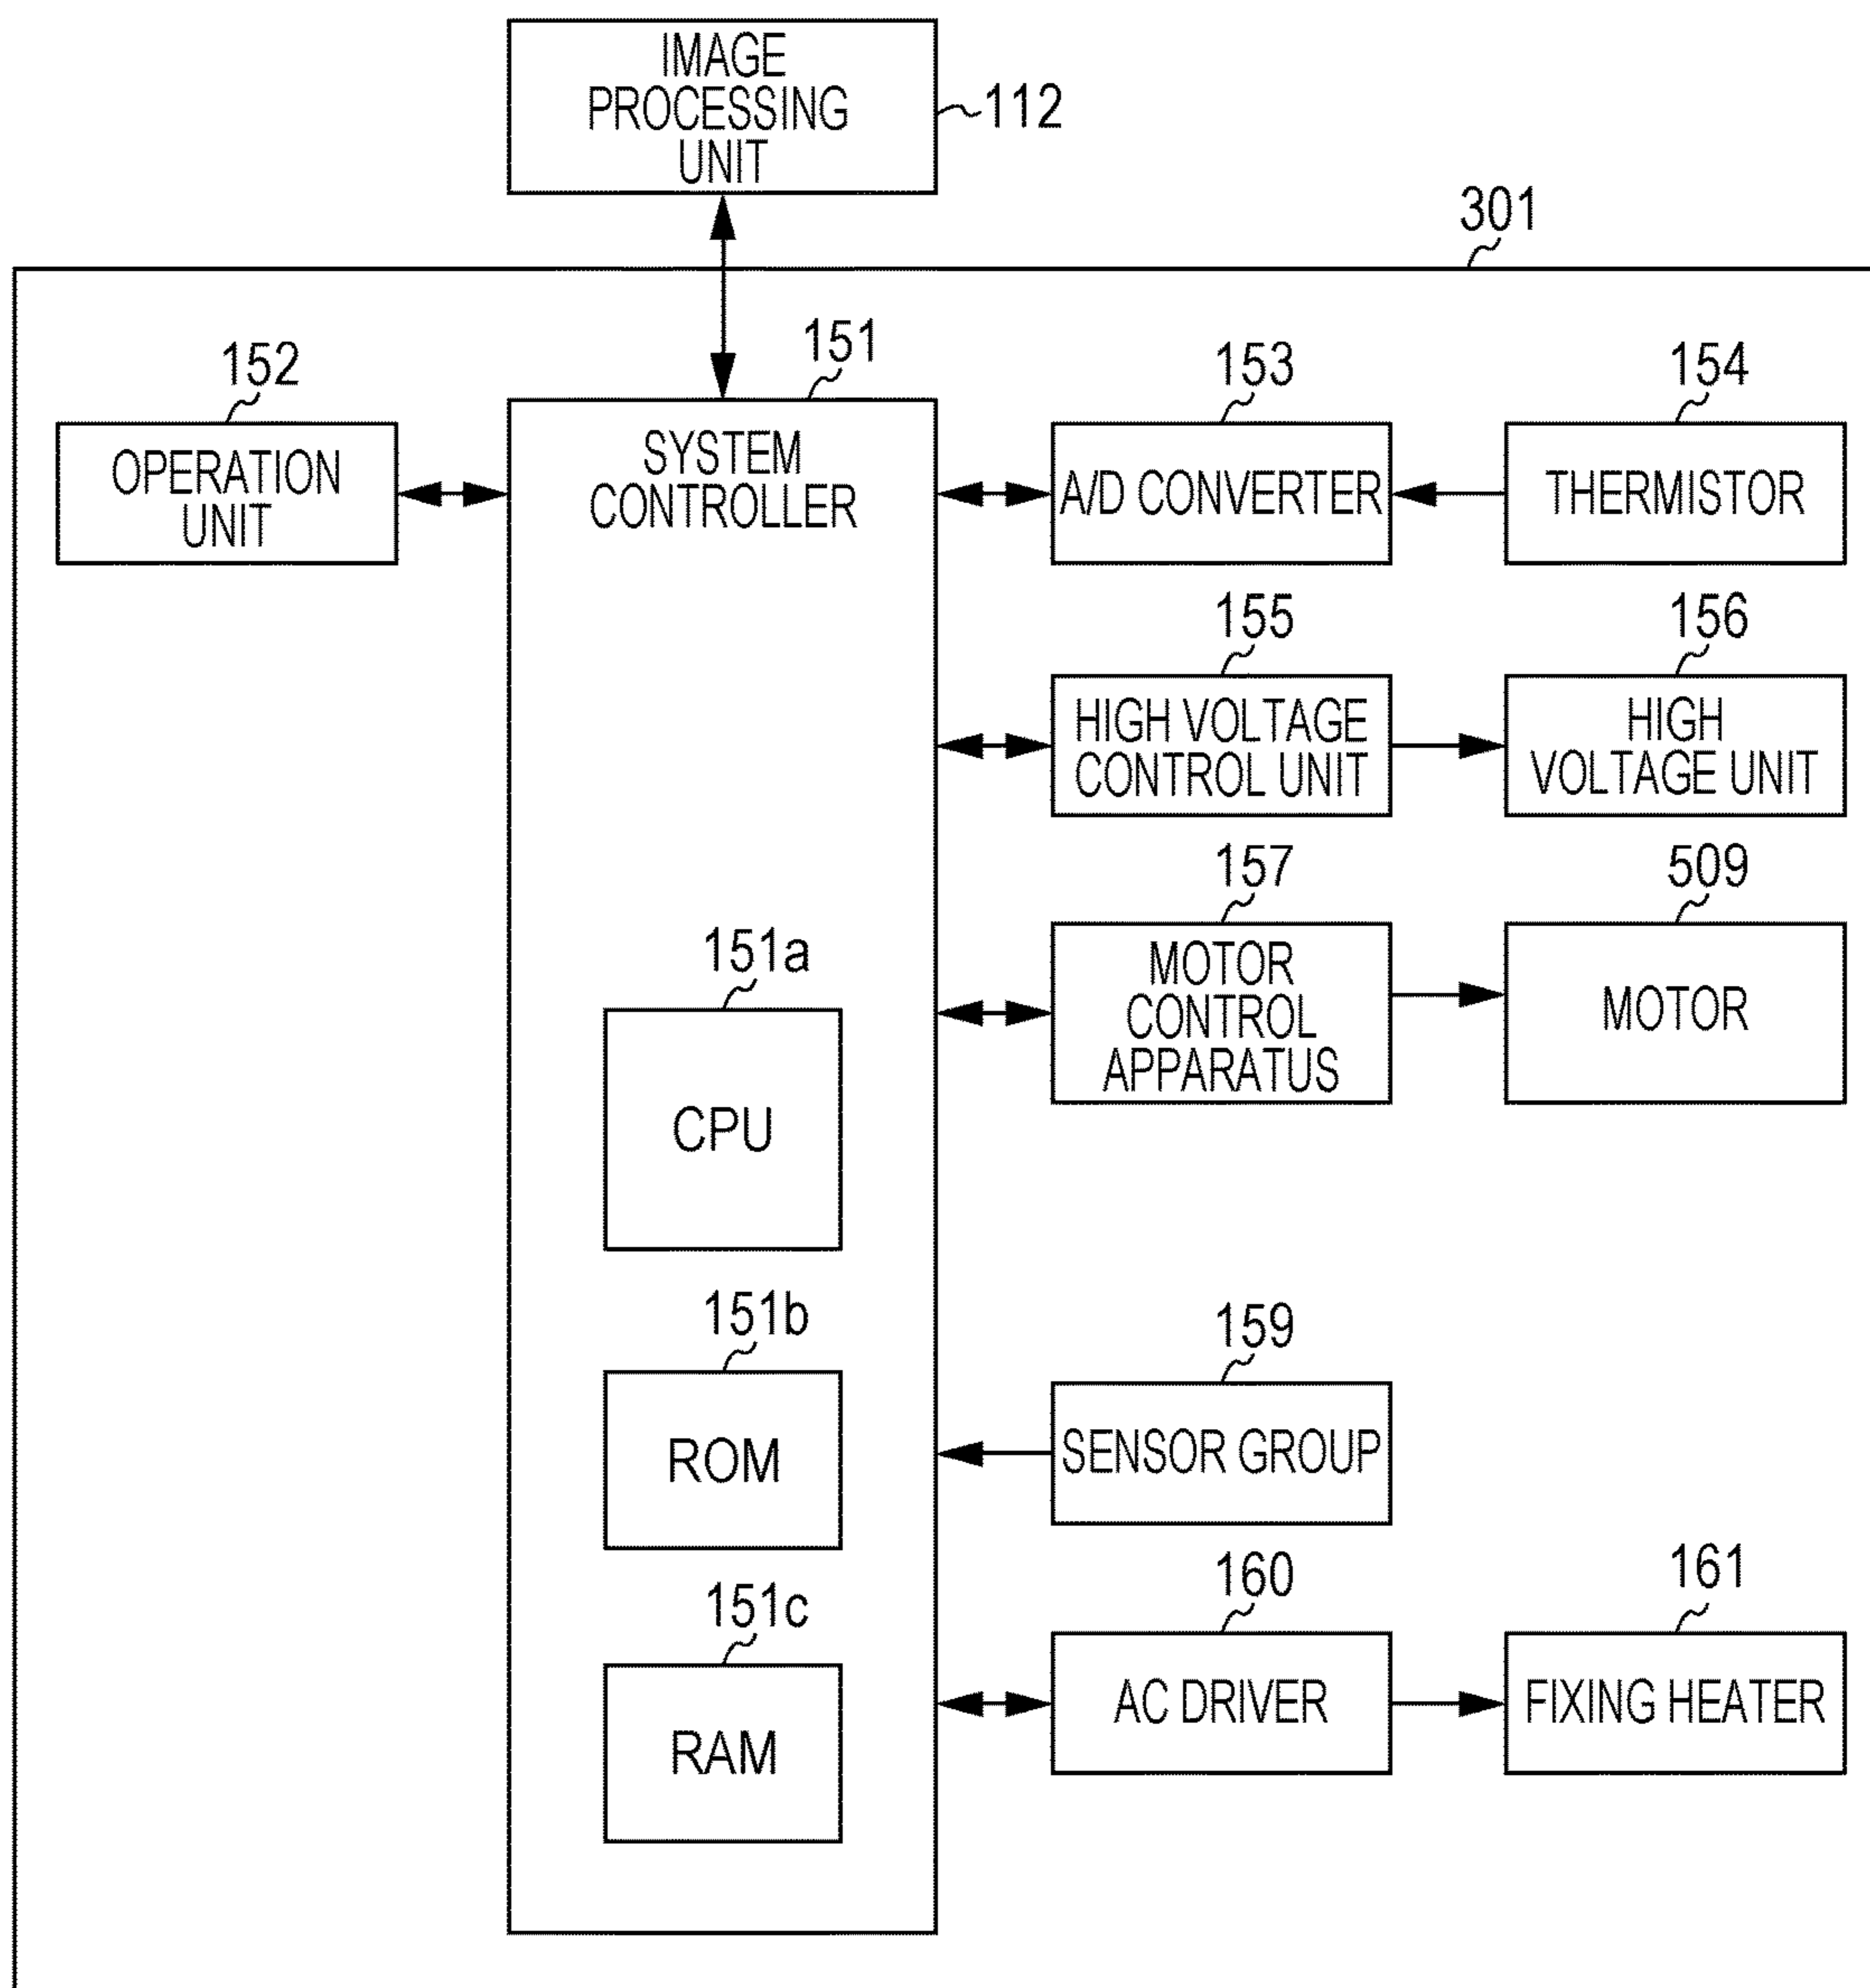 IMAGE
PROCESSING
UNIT
112
301
152
OPERATION
UNIT
151
SYSTEM
CONTROLLER
153
A/D CONVERTER
154
THERMISTOR
155
HIGH VOLTAGE
CONTROL UNIT
156
HIGH
VOLTAGE UNIT
157
MOTOR
CONTROL
APPARATUS
509
MOTOR
151a
CPU
151b
ROM
159
SENSOR GROUP
151c
RAM
160
AC DRIVER
161
FIXING HEATER